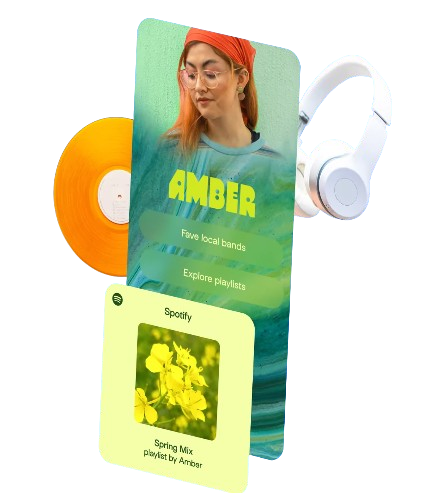 AMBER
Fave local bands
Explore playlists
Spotify
Spring Mix
playlist by Amber